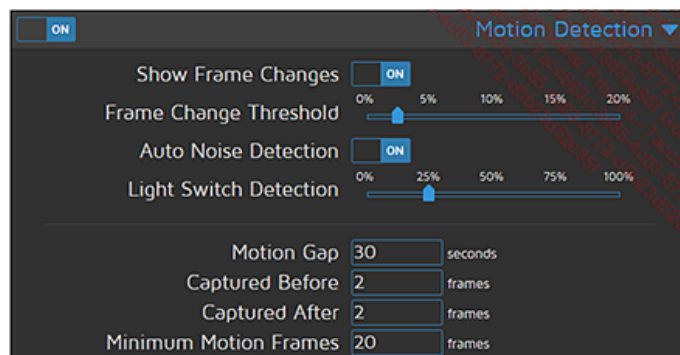 ON Motion Detection
Show Frame Changes ON
0% 5% 10% 15% 20%
Frame Change Threshold
Auto Noise Detection ON
0% 25% 50% 75% 100%
Light Switch Detection
Motion Gap 30 seconds
Captured Before 2 frames
Captured After 2 frames
Minimum Motion Frames 20 frames